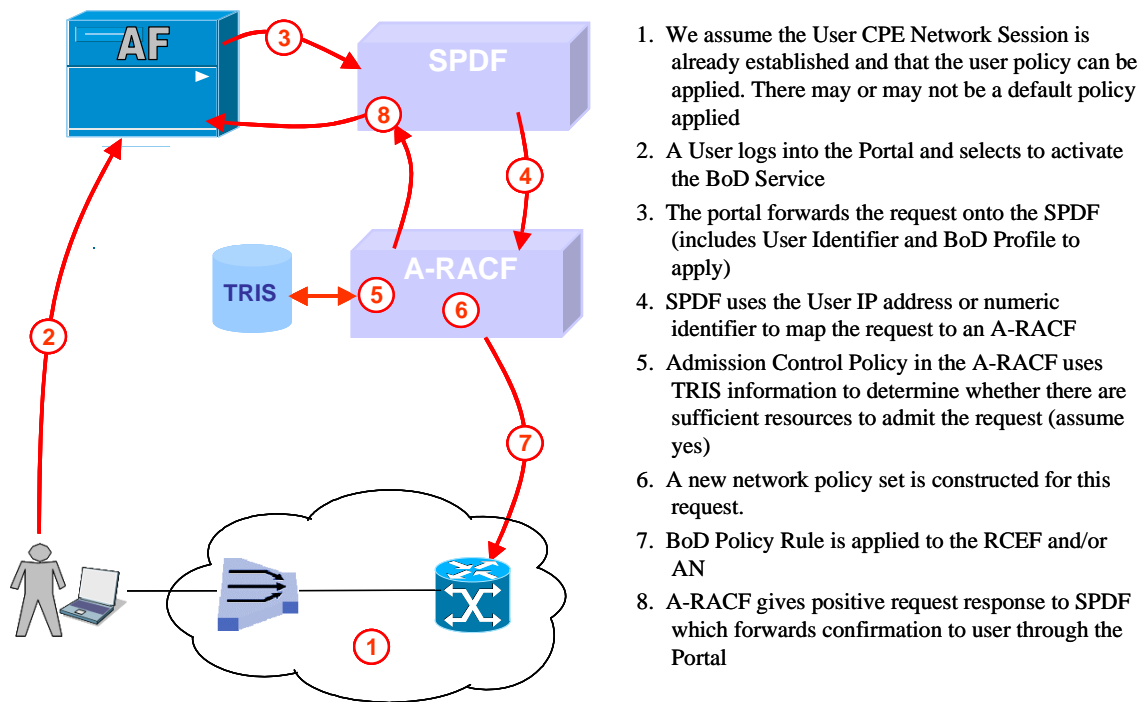 AF
3
SPDF
8
4
A-RACF
TRIS
5
6
2
7
1
1. We assume the User CPE Network Session is
already established and that the user policy can be
applied. There may or may not be a default policy
applied
2. A User logs into the Portal and selects to activate
the BoD Service
3. The portal forwards the request onto the SPDF
(includes User Identifier and BoD Profile to
apply)
4. SPDF uses the User IP address or numeric
identifier to map the request to an A-RACF
5. Admission Control Policy in the A-RACF uses
TRIS information to determine whether there are
sufficient resources to admit the request (assume
yes)
6. A new network policy set is constructed for this
request.
7. BoD Policy Rule is applied to the RCEF and/or
AN
8. A-RACF gives positive request response to SPDF
which forwards confirmation to user through the
Portal